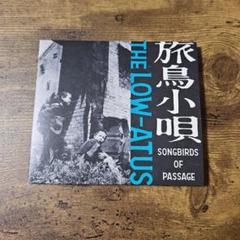 旅鳥小唄
THE LOW-ATUS
SONGBIRDS
OF
PASSAGE